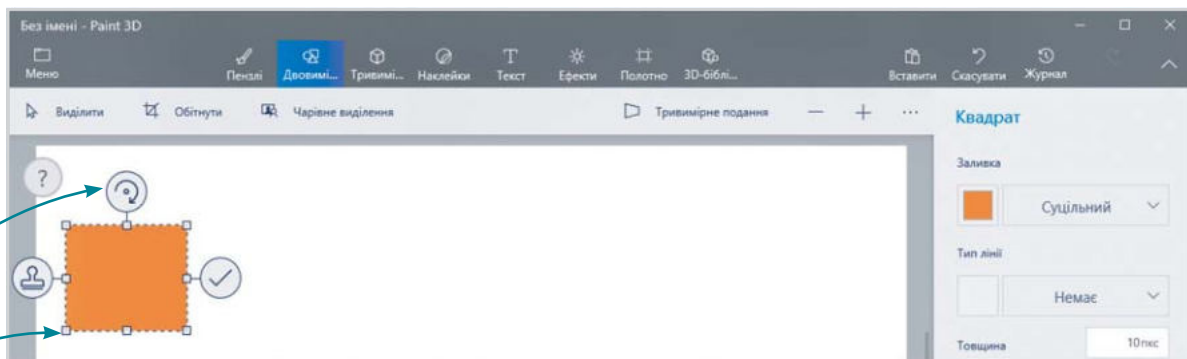 Без імені - Paint 3D
Меню Пензлі Двовимі... Тривимі... Наклейки Текст Ефекти Полотно 3D-біблі... Вставити Скасувати Журнал
Виділити Обітнути Чарівне виділення Тривимірне подання
Квадрат
Заливка
Суцільний
Тип лінії
Немає
Товщина 10пкс